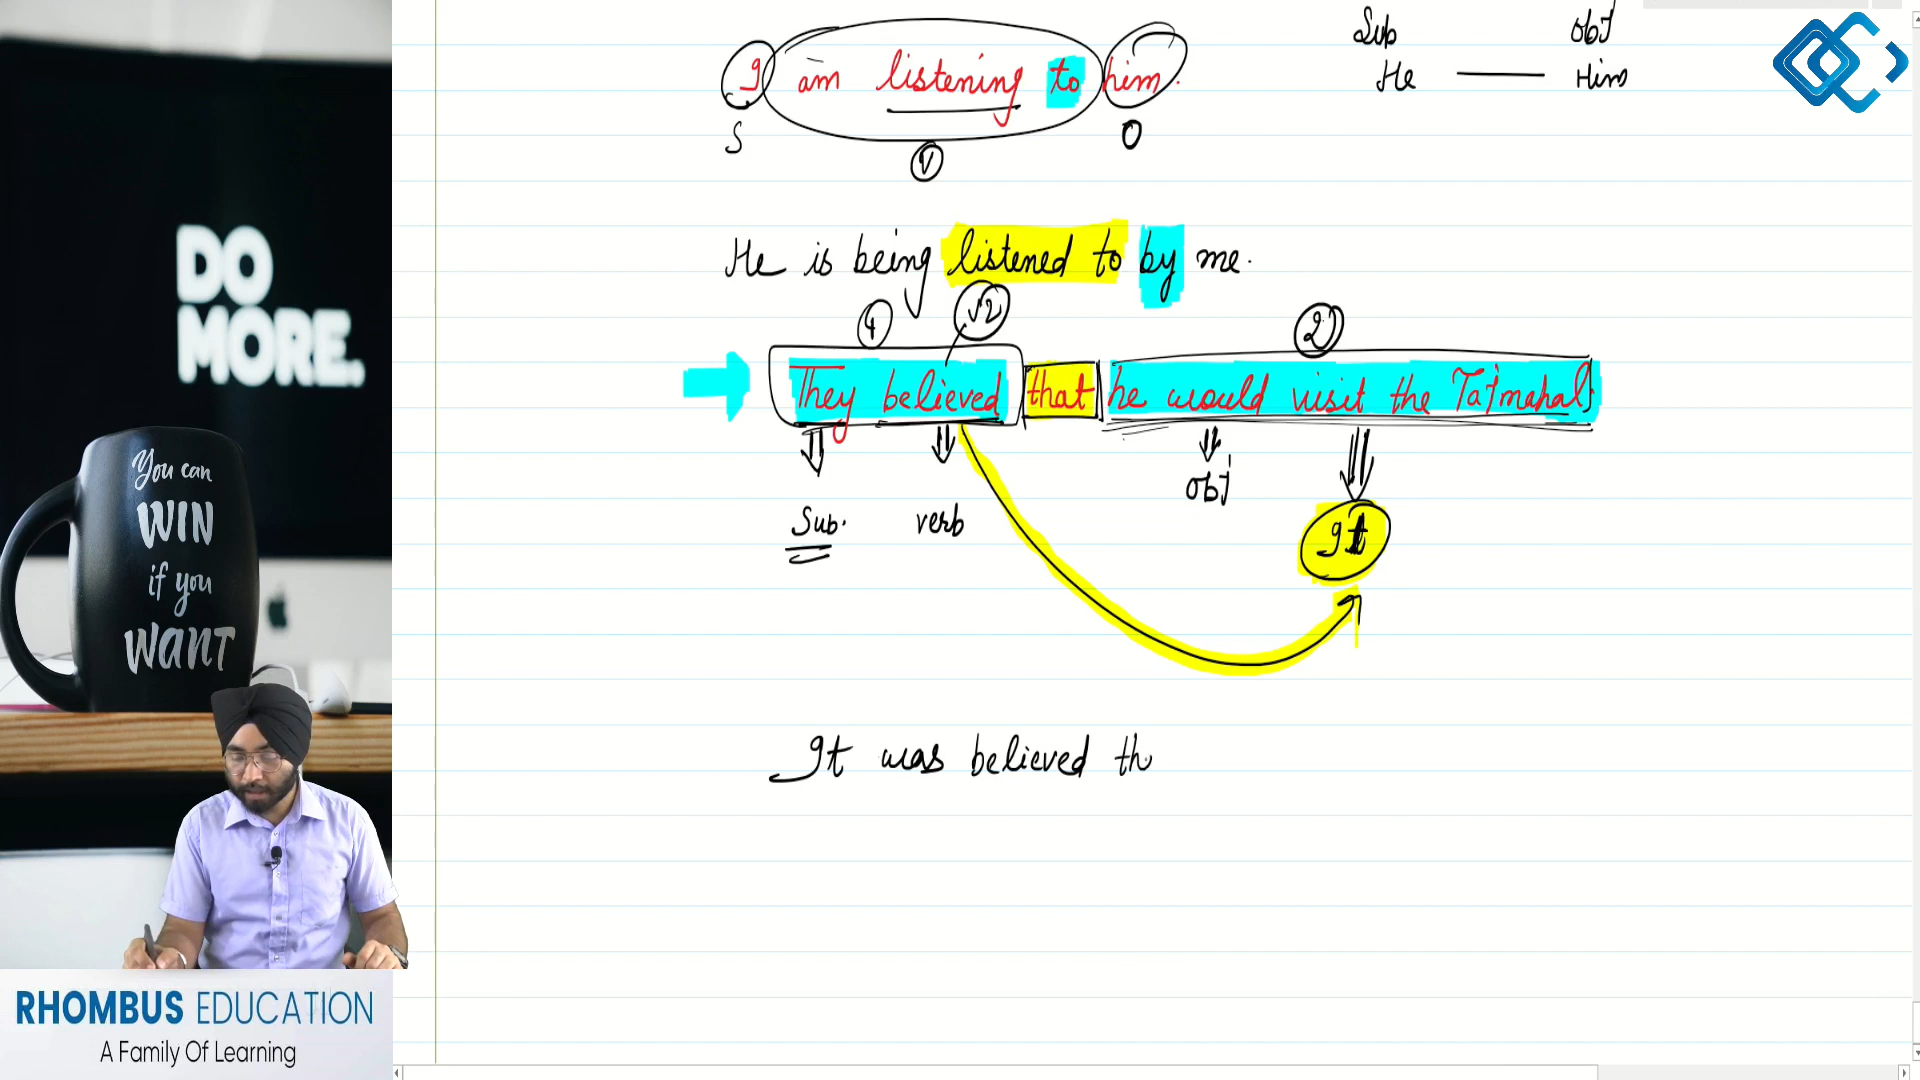 Sub obj
I am listening to him.
He — Him
S O
V
He is being listened to by me.
1 V2 2
They believed that he would visit the Tajmahal.
obj
Sub. verb
It
It was believed th
DO
MORE.
You can
WIN
if you
WANT
RHOMBUS EDUCATION
A Family Of Learning